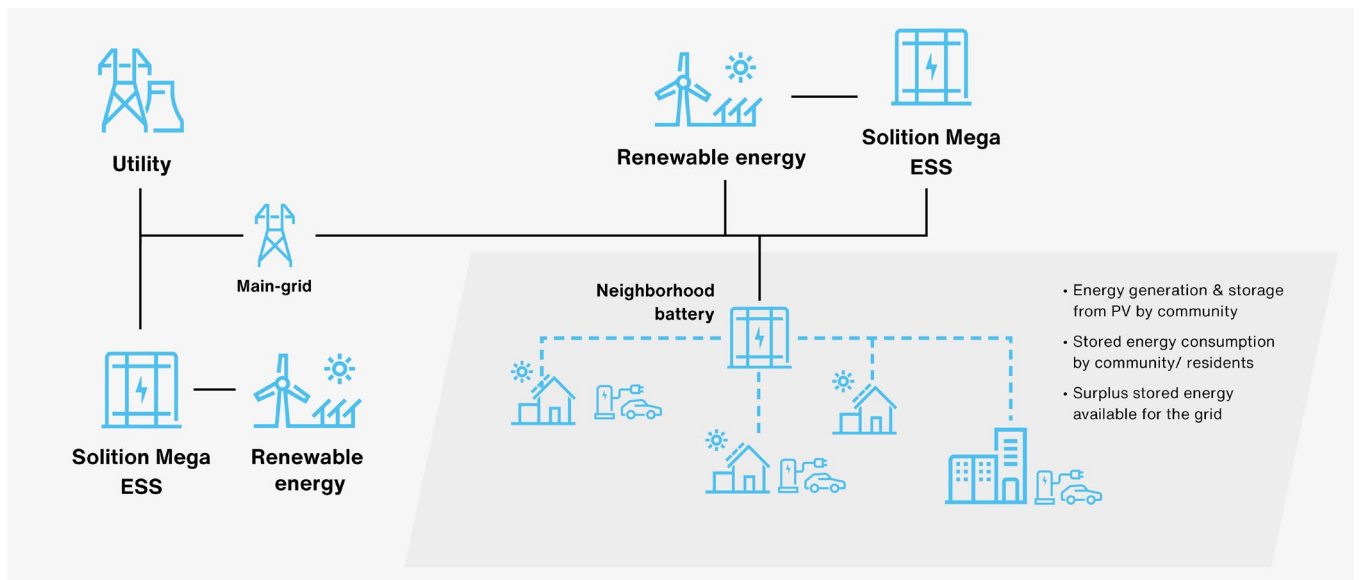 Utility
Renewable energy
Solition Mega
ESS
Main-grid
Neighborhood
battery
• Energy generation & storage
from PV by community
• Stored energy consumption
by community/ residents
• Surplus stored energy
available for the grid
Solition Mega
ESS
Renewable
energy